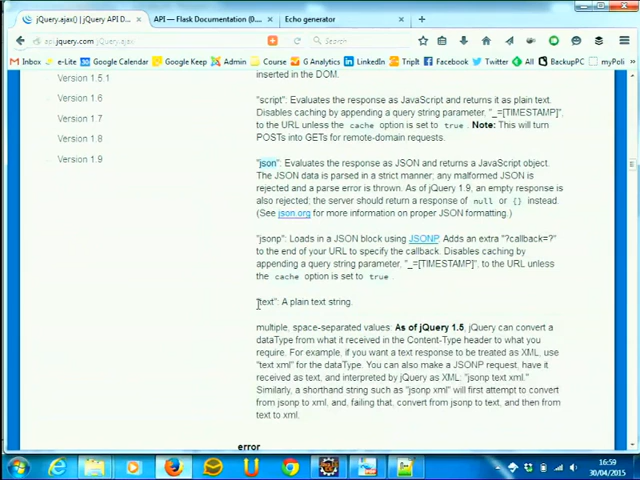 jQuery.ajax() | jQuery API D...
API — Flask Documentation (0....
Echo generator
api.jquery.com/jQuery.ajax
Search
Inbox
e-Litt
Google Calendar
Google Keep
Admin
Course
G Analytics
LinkedIn
TripIt
Facebook
Twitter
All
BackupPC
myPoli
Version 1.5.1
Version 1.6
Version 1.7
Version 1.8
Version 1.9
inserted in the DOM.
"script": Evaluates the response as JavaScript and returns it as plain text.
Disables caching by appending a query string parameter, "_=[TIMESTAMP]",
to the URL unless the cache option is set to true. Note: This will turn
POSTs into GETs for remote-domain requests.
"json": Evaluates the response as JSON and returns a JavaScript object.
The JSON data is parsed in a strict manner; any malformed JSON is
rejected and a parse error is thrown. As of jQuery 1.9, an empty response is
also rejected; the server should return a response of null or {} instead.
(See json.org for more information on proper JSON formatting.)
"jsonp": Loads in a JSON block using JSONP. Adds an extra "?callback=?"
to the end of your URL to specify the callback. Disables caching by
appending a query string parameter, "_=[TIMESTAMP]", to the URL unless
the cache option is set to true.
"text": A plain text string.
multiple, space-separated values: As of jQuery 1.5, jQuery can convert a
dataType from what it received in the Content-Type header to what you
require. For example, if you want a text response to be treated as XML, use
"text xml" for the dataType. You can also make a JSONP request, have it
received as text, and interpreted by jQuery as XML: "jsonp text xml."
Similarly, a shorthand string such as "jsonp xml" will first attempt to convert
from jsonp to xml, and, failing that, convert from jsonp to text, and then from
text to xml.
error
16:59
30/04/2015